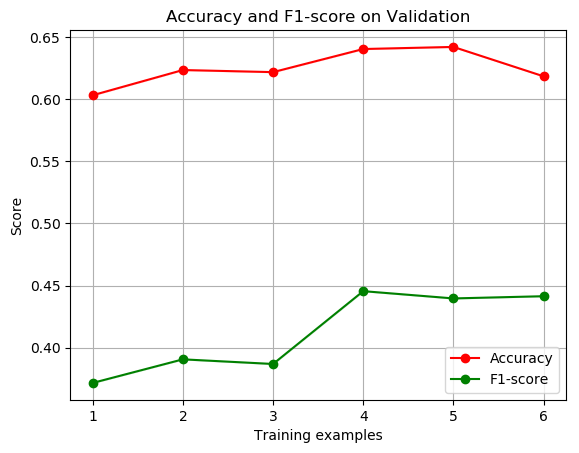 Accuracy and F1-score on Validation
0.65
0.60
0.55
0.50
0.45
0.40
Score
Accuracy
F1-score
1 2 3 4 5 6
Training examples